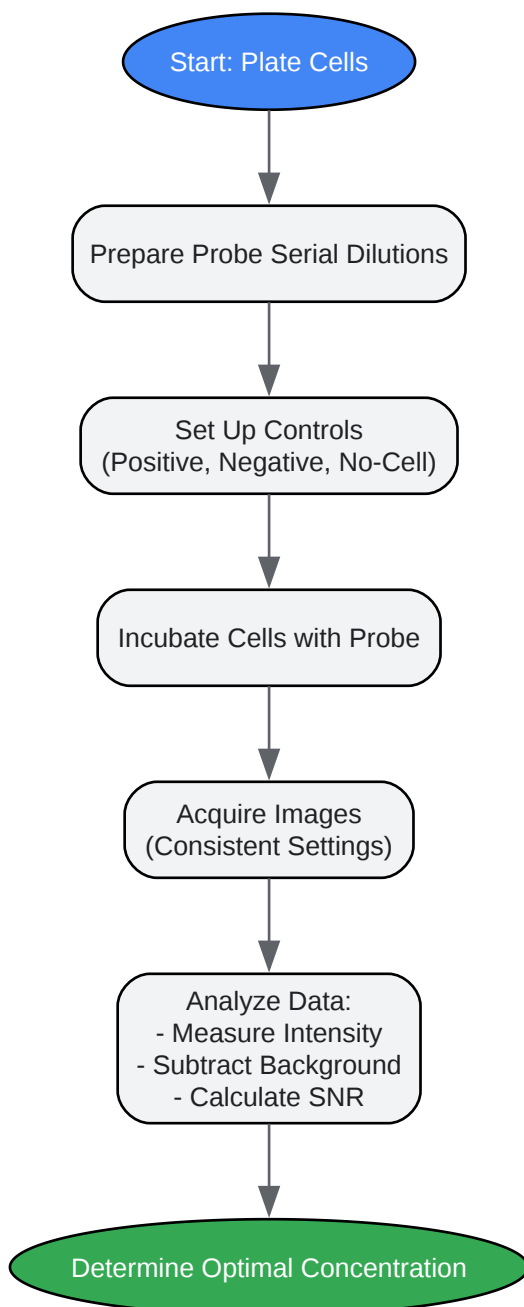 Start: Plate Cells
Prepare Probe Serial Dilutions
Set Up Controls
(Positive, Negative, No-Cell)
Incubate Cells with Probe
Acquire Images
(Consistent Settings)
Analyze Data:
- Measure Intensity
- Subtract Background
- Calculate SNR
Determine Optimal Concentration